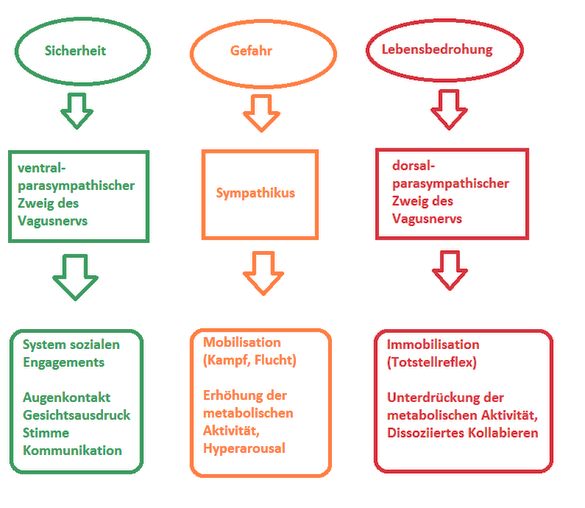 Sicherheit
Gefahr
Lebensbedrohung
ventral-
parasympathischer
Zweig des
Vagusnervs
Sympathikus
dorsal-
parasympathischer
Zweig des
Vagusnervs
System sozialen
Engagements
Augenkontakt
Gesichtsausdruck
Stimme
Kommunikation
Mobilisation
(Kampf, Flucht)
Erhöhung der
metabolischen
Aktivität,
Hyperarousal
Immobilisation
(Totstellreflex)
Unterdrückung der
metabolischen Aktivität,
Dissoziiertes Kollabieren